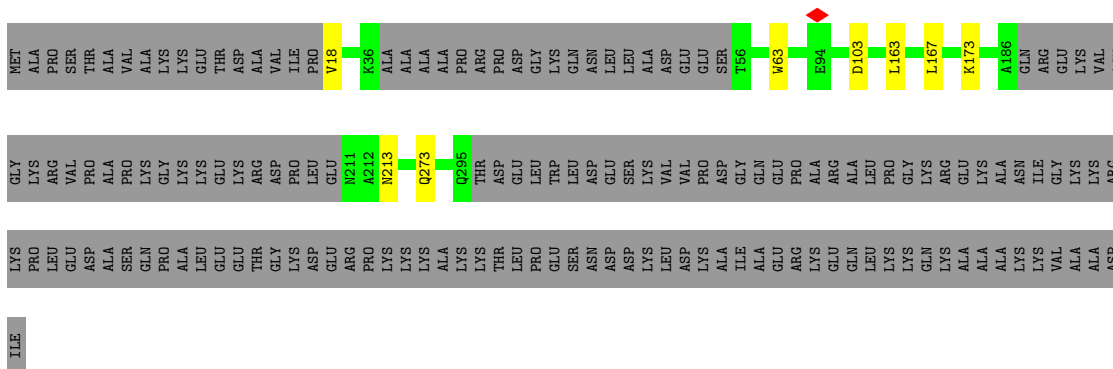 MET ALA PRO SER THR ALA VAL ALA LYS LYS GLU THR ASP ALA VAL ILE PRO V18 K36 ALA ALA ALA ALA PRO ARG PRO ASP GLY LYS GLN ASN LEU LEU ALA ASP GLU GLU SER T56 W63 E94 D103 L163 L167 K173 A186 GLN ARG GLU LYS VAL
GLY LYS ARG VAL PRO ALA PRO LYS GLY LYS LYS GLU LYS ARG ASP PRO LEU GLU N211 A212 N213 Q273 Q295 THR ASP GLU LEU TRP LEU ASP GLU SER LYS VAL VAL PRO ASP GLY GLN GLU PRO ALA ARG ALA LEU PRO GLY LYS ARG GLU LYS ALA ASN ILE GLY LYS LYS ARG
LYS PRO LEU GLU ASP ALA SER GLN PRO ALA LEU GLU GLU THR GLY LYS ASP GLU ARG PRO LYS LYS LYS ALA LYS LYS THR LEU PRO GLU SER ASN ASP ASP LYS LEU ASP LYS ALA ILE ALA GLU ARG LYS GLU GLN LEU LYS LYS GLN LYS ALA ALA ALA LYS LYS VAL ALA ALA ASP
ILE